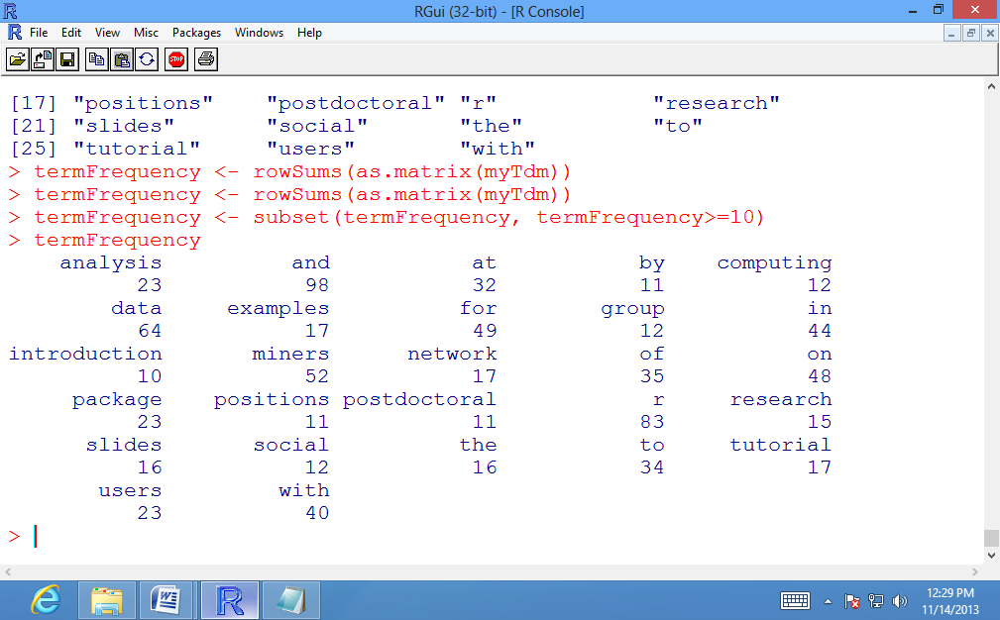 RGui (32-bit) - [R Console]
File Edit View Misc Packages Windows Help
STOP
[17] "positions" "postdoctoral" "r" "research"
[21] "slides" "social" "the" "to"
[25] "tutorial" "users" "with"
> termFrequency <- rowSums(as.matrix(myTdm))
> termFrequency <- rowSums(as.matrix(myTdm))
> termFrequency <- subset(termFrequency, termFrequency>=10)
> termFrequency
analysis and at by computing
23 98 32 11 12
data examples for group in
64 17 49 12 44
introduction miners network of on
10 52 17 35 48
package positions postdoctoral r research
23 11 11 83 15
slides social the to tutorial
16 12 16 34 17
users with
23 40
>
12:29 PM
11/14/2013